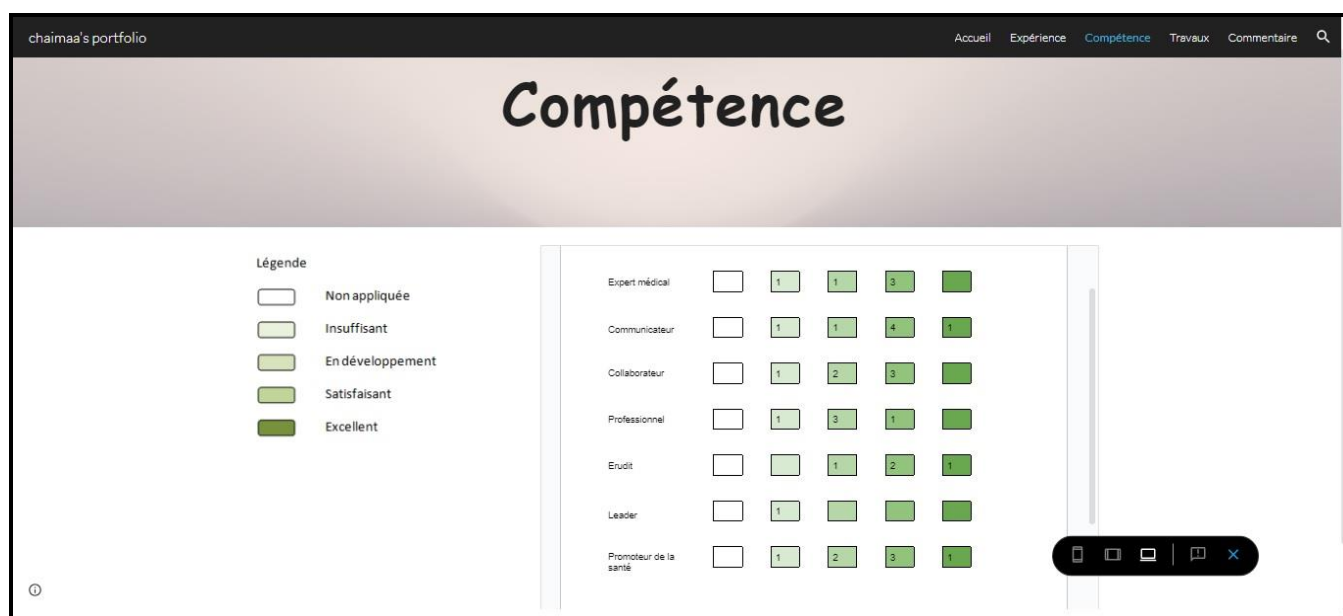 chaimaa's portfolio
Accueil Expérience Compétence Travaux Commentaire
Compétence
Légende
Non appliquée
Insuffisant
En développement
Satisfaisant
Excellent
Expert médical 1 1 3
Communicateur 1 1 4 1
Collaborateur 1 2 3
Professionnel 1 3 1
Erudit 1 2 1
Leader 1
Promoteur de la
santé 1 2 3 1